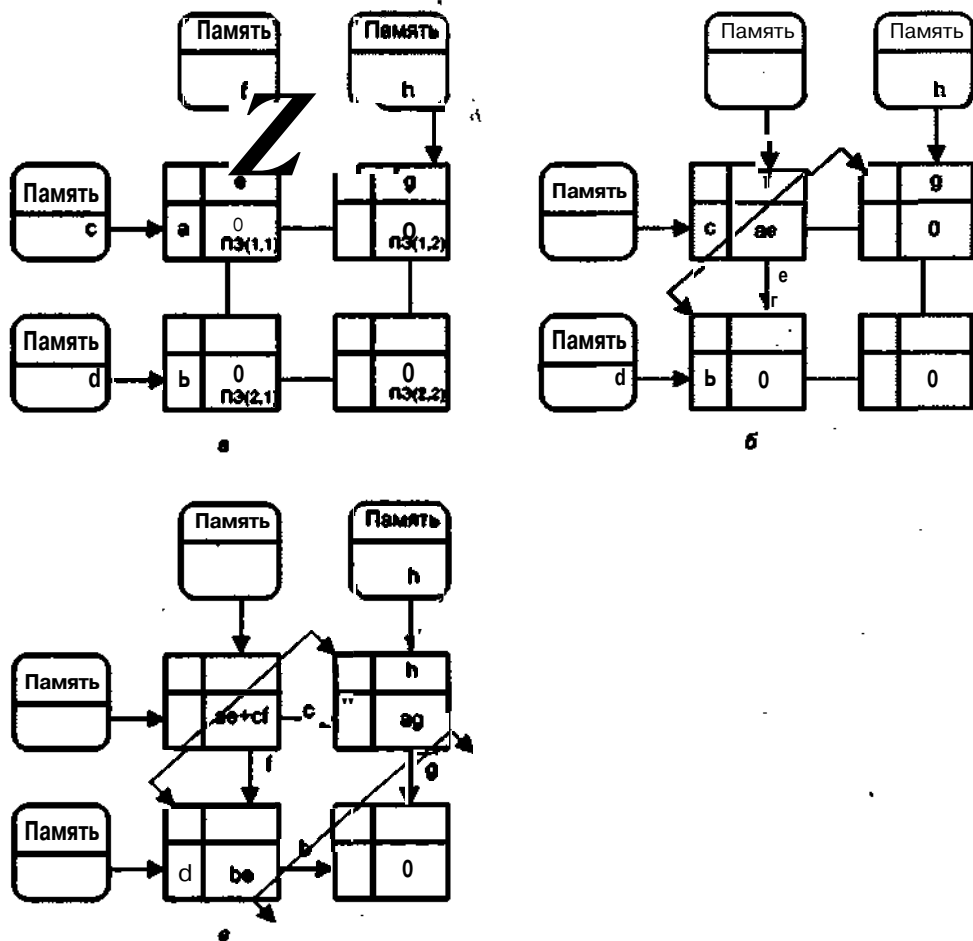 Память Память
f h
Память e g
c a 0 0
ПЭ(1,1) ПЭ(1,2)
Память
d b 0 0
ПЭ(2,1) ПЭ(2,2)
а
Память Память
h
Память g
c ae 0
e
Память
d b 0 0
б
Память Память
h
Память h
ae+cf c ag
f g
Память b
d be 0
в